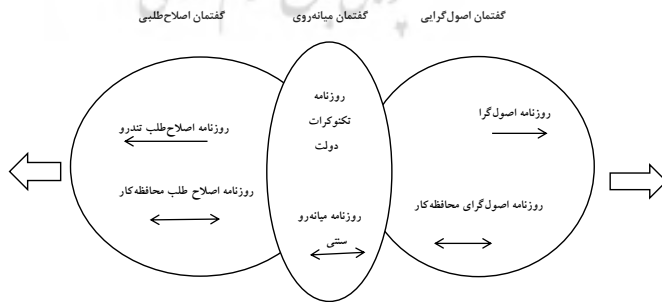 گفتمان اصول‌گرایی
گفتمان میانه‌روی
گفتمان اصلاح‌طلبی
روزنامه
تکنوکرات
دولت
روزنامه اصول‌گرا
روزنامه اصلاح‌طلب تندرو
روزنامه اصول‌گرای محافظه‌کار
روزنامه میانه‌رو
سنتی
روزنامه اصلاح طلب محافظه‌کار